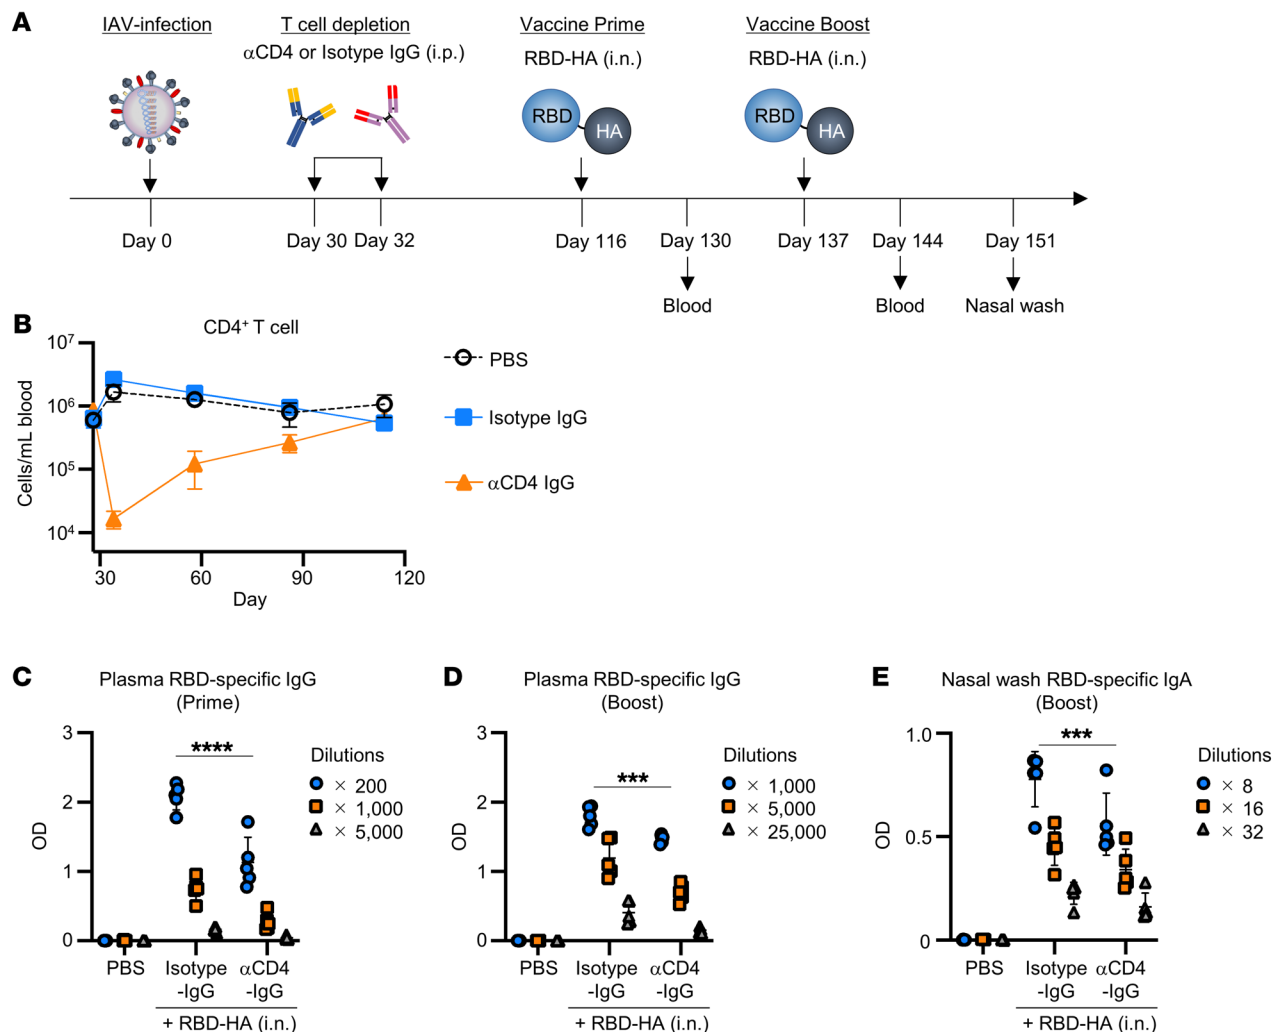 A
IAV-infection
T cell depletion
αCD4 or Isotype IgG (i.p.)
Vaccine Prime
RBD-HA (i.n.)
Vaccine Boost
RBD-HA (i.n.)
RBD
HA
RBD
HA
Day 0
Day 30
Day 32
Day 116
Day 130
Day 137
Day 144
Day 151
Blood
Blood
Nasal wash
B
CD4+ T cell
Cells/mL blood
10⁷
10⁶
10⁵
10⁴
30
60
90
120
Day
PBS
Isotype IgG
αCD4 IgG
C
Plasma RBD-specific IgG
(Prime)
OD
3
2
1
0
****
Dilutions
× 200
× 1,000
× 5,000
PBS
Isotype
-IgG
αCD4
-IgG
+ RBD-HA (i.n.)
D
Plasma RBD-specific IgG
(Boost)
OD
3
2
1
0
***
Dilutions
× 1,000
× 5,000
× 25,000
PBS
Isotype
-IgG
αCD4
-IgG
+ RBD-HA (i.n.)
E
Nasal wash RBD-specific IgA
(Boost)
OD
1.0
0.5
0
***
Dilutions
× 8
× 16
× 32
PBS
Isotype
-IgG
αCD4
-IgG
+ RBD-HA (i.n.)